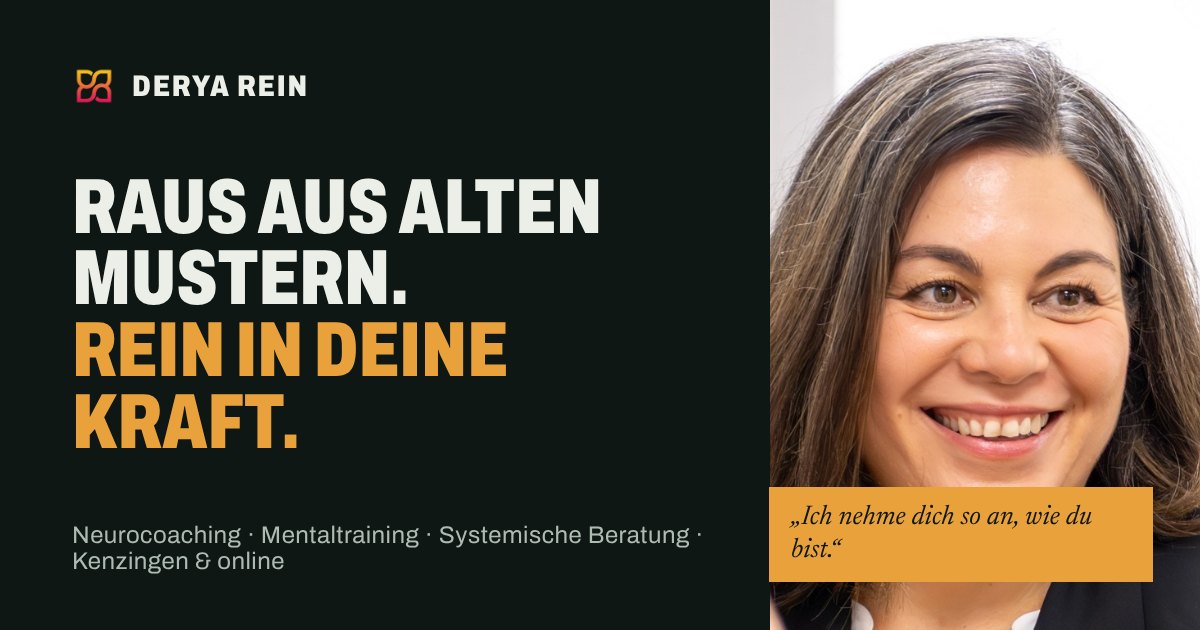 DERYA REIN
RAUS AUS ALTEN
MUSTERN.
REIN IN DEINE
KRAFT.
Neurocoaching · Mentaltraining · Systemische Beratung ·
Kenzingen & online
„Ich nehme dich so an, wie du
bist.“